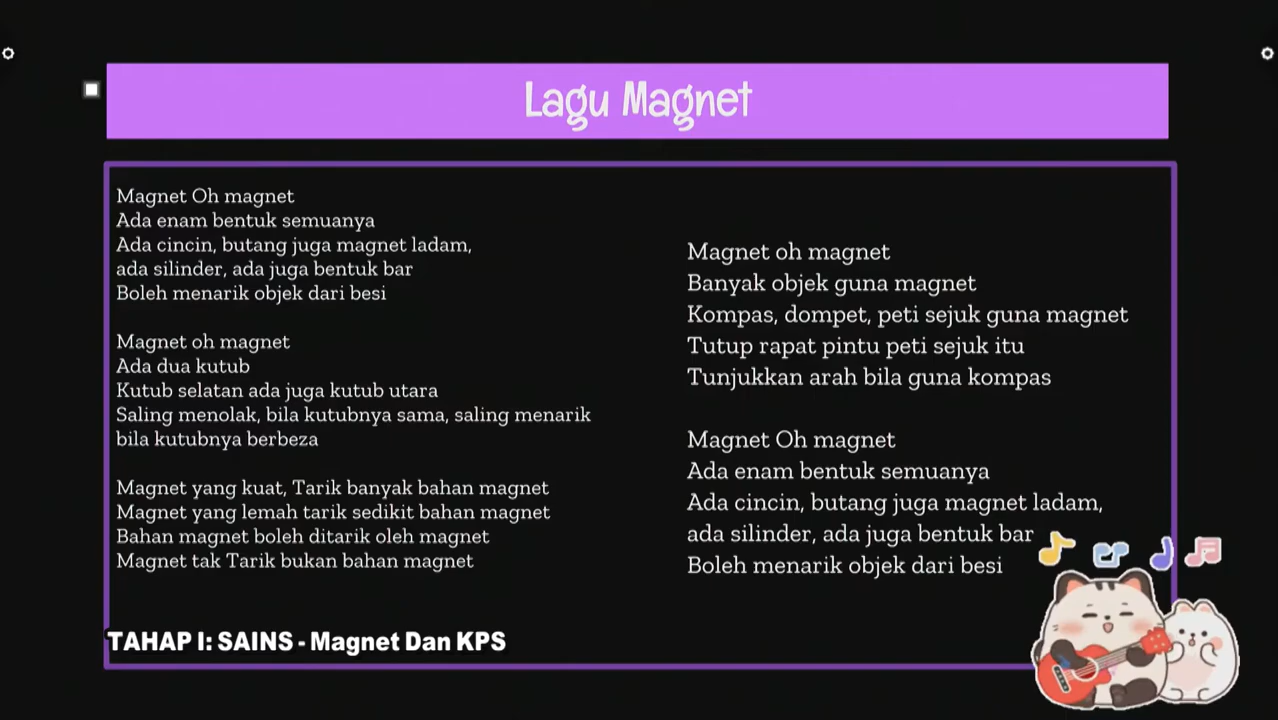 Lagu Magnet
Magnet Oh magnet
Ada enam bentuk semuanya
Ada cincin, butang juga magnet ladam,
ada silinder, ada juga bentuk bar
Boleh menarik objek dari besi
Magnet oh magnet
Ada dua kutub
Kutub selatan ada juga kutub utara
Saling menolak, bila kutubnya sama, saling menarik
bila kutubnya berbeza
Magnet yang kuat, Tarik banyak bahan magnet
Magnet yang lemah tarik sedikit bahan magnet
Bahan magnet boleh ditarik oleh magnet
Magnet tak Tarik bukan bahan magnet
Magnet oh magnet
Banyak objek guna magnet
Kompas, dompet, peti sejuk guna magnet
Tutup rapat pintu peti sejuk itu
Tunjukkan arah bila guna kompas
Magnet Oh magnet
Ada enam bentuk semuanya
Ada cincin, butang juga magnet ladam,
ada silinder, ada juga bentuk bar
Boleh menarik objek dari besi
TAHAP I: SAINS - Magnet Dan KPS